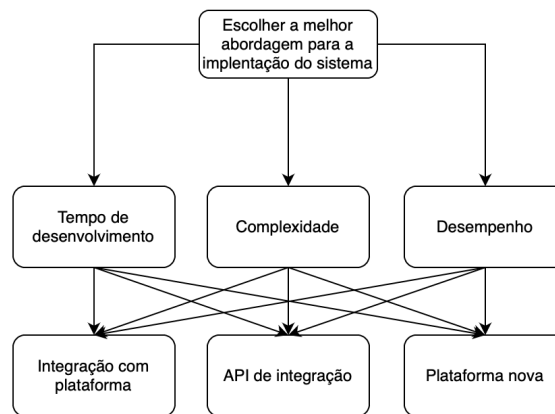 Escolher a melhor
abordagem para a
implentação do sistema
Tempo de
desenvolvimento
Complexidade
Desempenho
Integração com
plataforma
API de integração
Plataforma nova